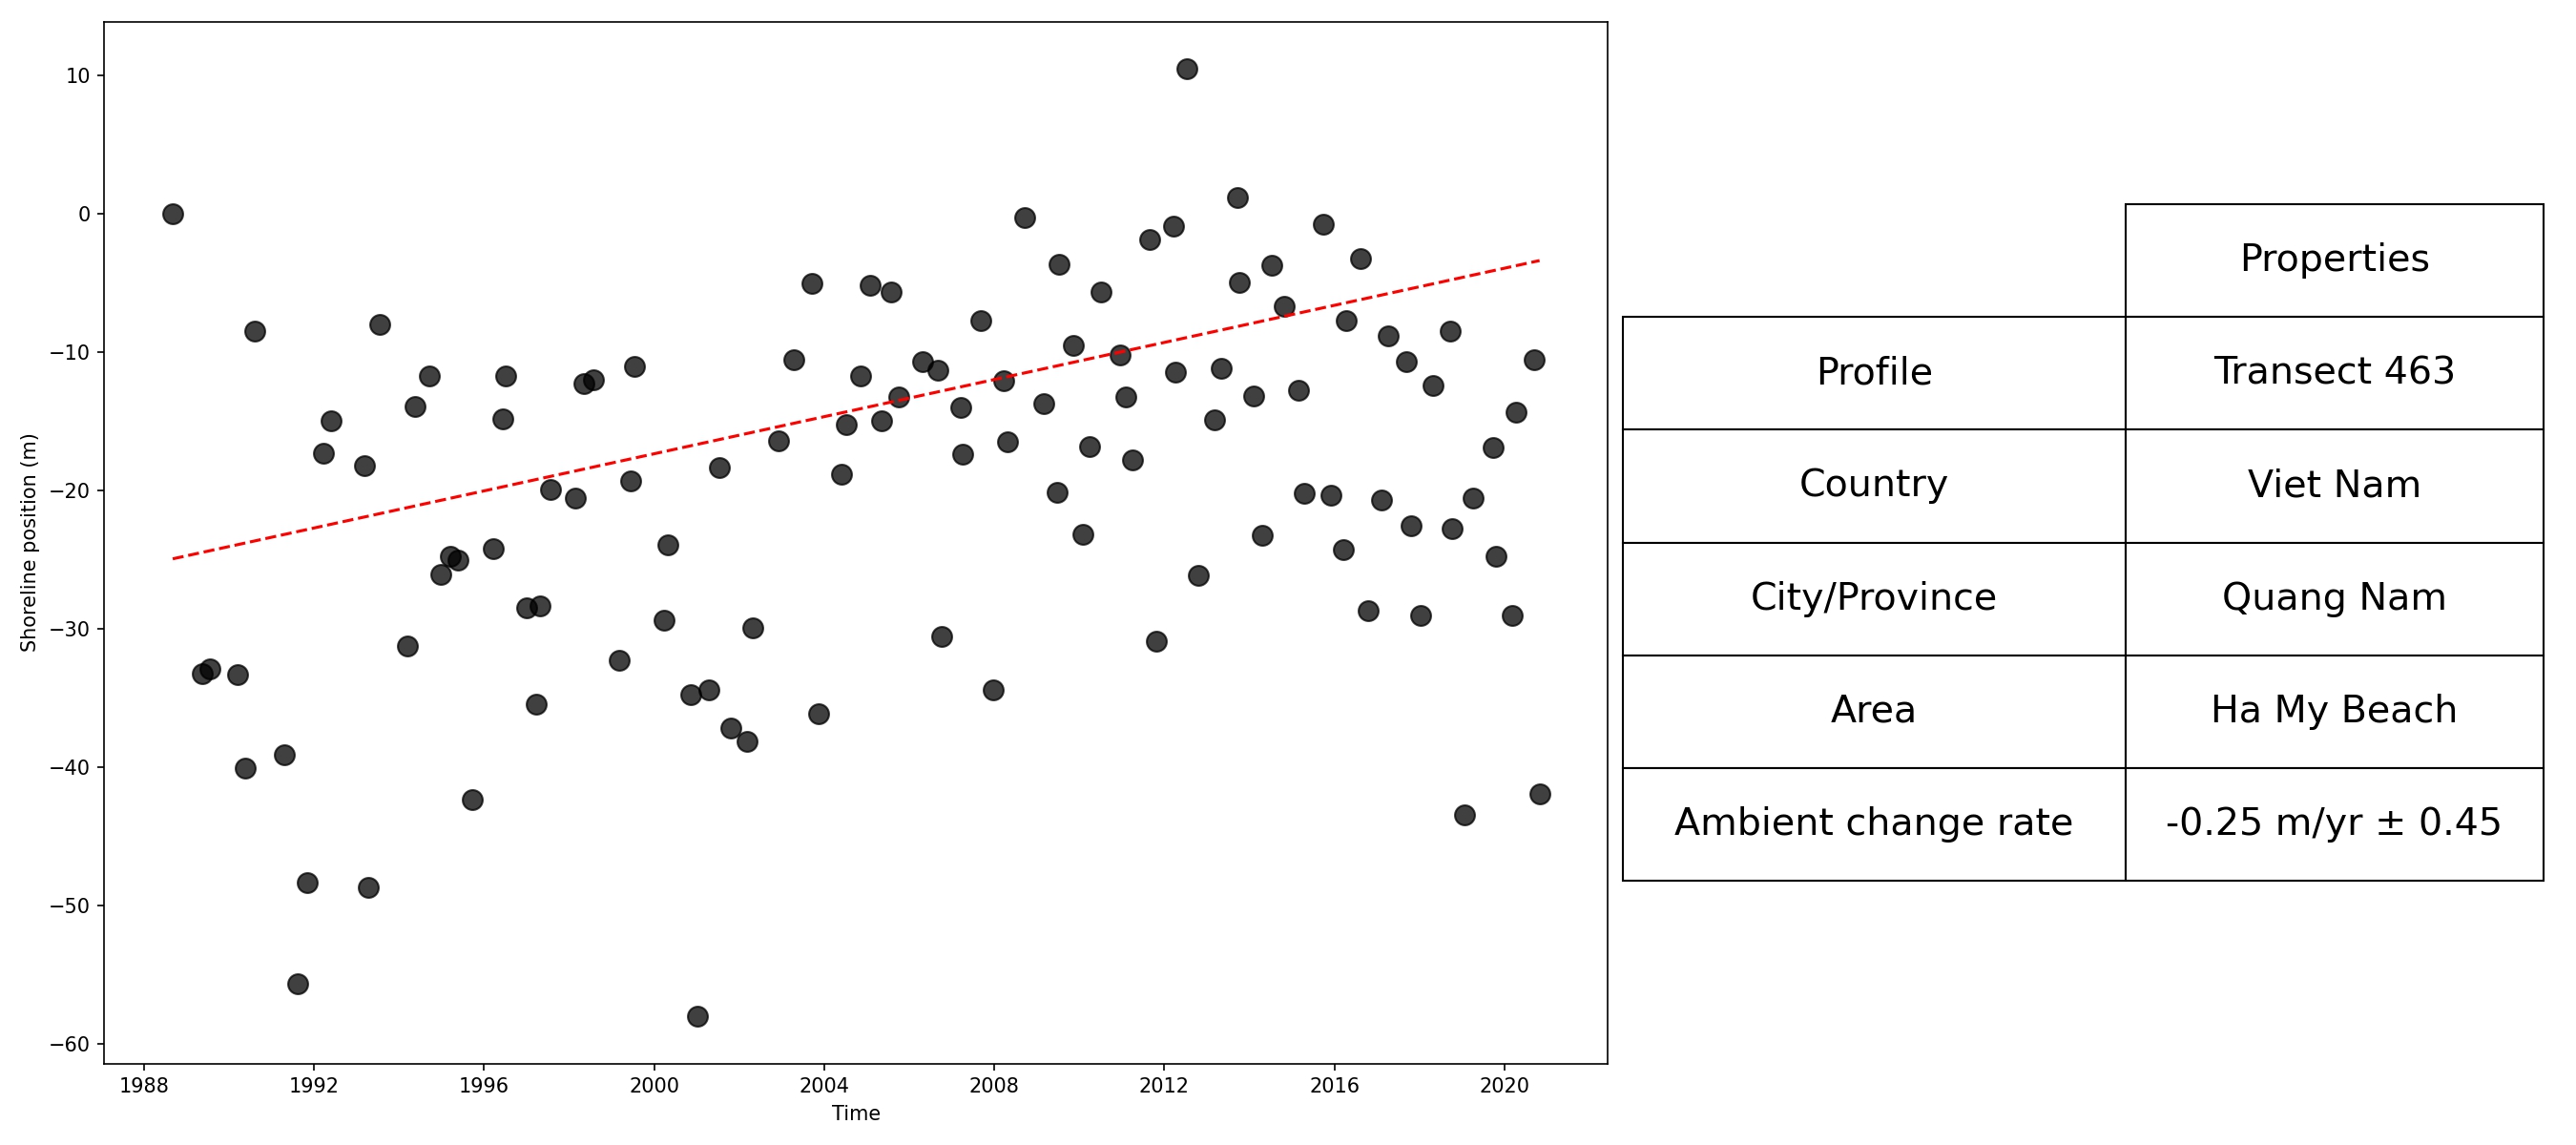 10
0
−10
−20
−30
−40
−50
−60
Shoreline position (m)
1988 1992 1996 2000 2004 2008 2012 2016 2020
Time
Properties
Profile Transect 463
Country Viet Nam
City/Province Quang Nam
Area Ha My Beach
Ambient change rate -0.25 m/yr ± 0.45